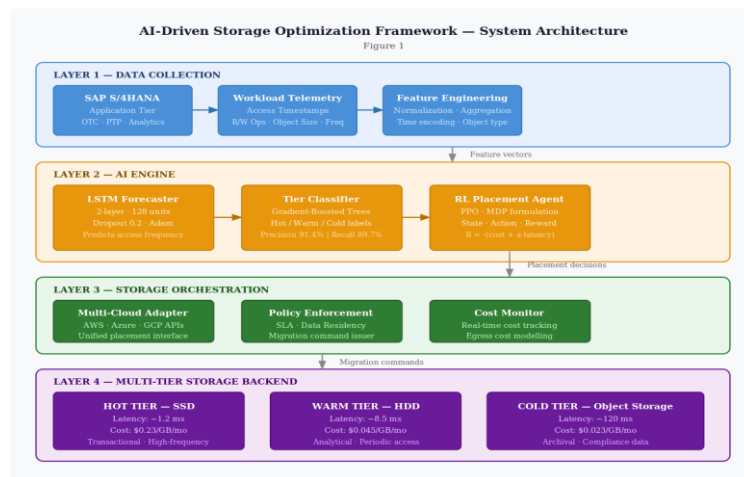 AI-Driven Storage Optimization Framework — System Architecture
Figure 1
LAYER 1 — DATA COLLECTION
SAP S/4HANA
Application Tier
OTC · PTP · Analytics
Workload Telemetry
Access Timestamps
R/W Ops · Object Size · Freq
Feature Engineering
Normalization · Aggregation
Time encoding · Object type
Feature vectors
LAYER 2 — AI ENGINE
LSTM Forecaster
2-layer · 128 units
Dropout 0.2 · Adam
Predicts access frequency
Tier Classifier
Gradient-Boosted Trees
Hot / Warm / Cold labels
Precision 91.4% | Recall 89.7%
RL Placement Agent
PPO · MDP formulation
State · Action · Reward
R = -(cost + a latency)
Placement decisions
LAYER 3 — STORAGE ORCHESTRATION
Multi-Cloud Adapter
AWS · Azure · GCP APIs
Unified placement interface
Policy Enforcement
SLA · Data Residency
Migration command issuer
Cost Monitor
Real-time cost tracking
Egress cost modelling
Migration commands
LAYER 4 — MULTI-TIER STORAGE BACKEND
HOT TIER — SSD
Latency: ~1.2 ms
Cost: $0.23/GB/mo
Transactional · High-frequency
WARM TIER — HDD
Latency: ~8.5 ms
Cost: $0.045/GB/mo
Analytical · Periodic access
COLD TIER — Object Storage
Latency: ~120 ms
Cost: $0.023/GB/mo
Archival · Compliance data